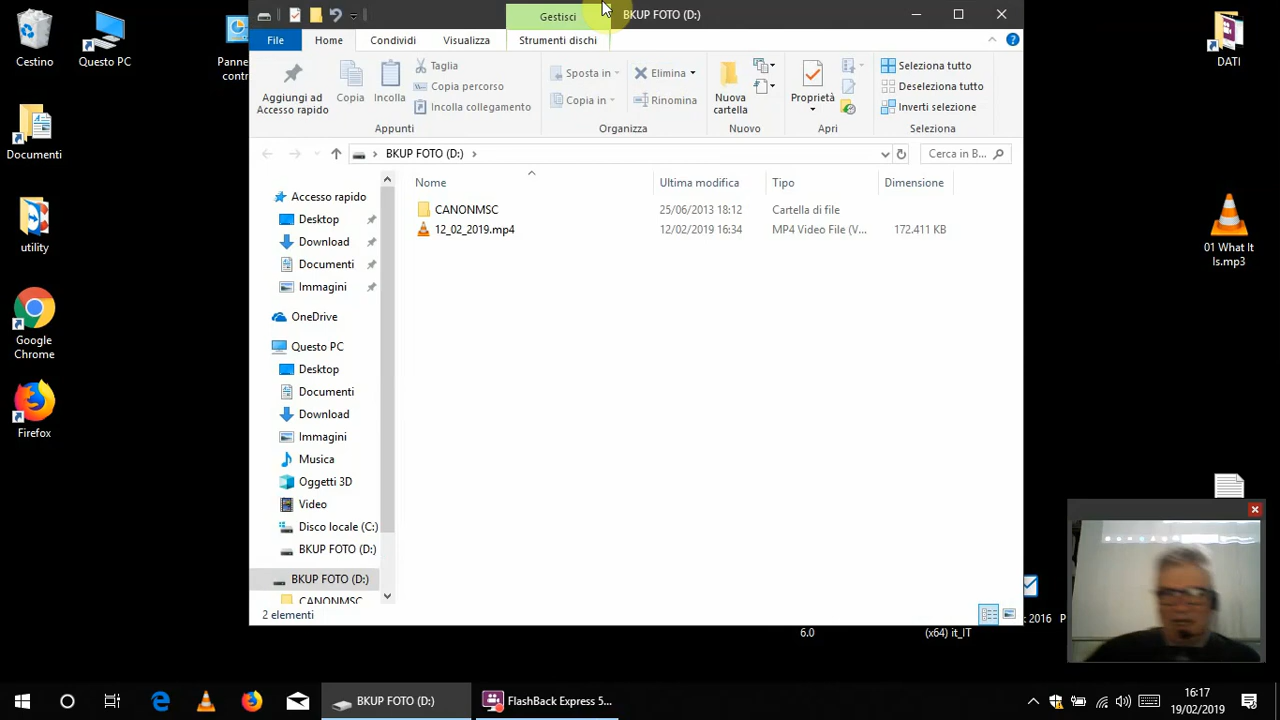 Gestisci
BKUP FOTO (D:)
File
Home
Condividi
Visualizza
Strumenti dischi
Aggiungi ad
Accesso rapido
Copia
Incolla
Taglia
Copia percorso
Incolla collegamento
Appunti
Sposta in
Copia in
Elimina
Rinomina
Organizza
Nuova
cartella
Nuovo
Proprietà
Apri
Seleziona tutto
Deseleziona tutto
Inverti selezione
Seleziona
BKUP FOTO (D:)
Cerca in B...
Nome
Ultima modifica
Tipo
Dimensione
CANONMSC
25/06/2013 18:12
Cartella di file
12_02_2019.mp4
12/02/2019 16:34
MP4 Video File (V...
172.411 KB
Accesso rapido
Desktop
Download
Documenti
Immagini
OneDrive
Questo PC
Desktop
Documenti
Download
Immagini
Musica
Oggetti 3D
Video
Disco locale (C:)
BKUP FOTO (D:)
BKUP FOTO (D:)
CANONMSC
2 elementi
Cestino
Questo PC
Panne
contr
Documenti
utility
Google
Chrome
Firefox
DATI
01 What It
Is.mp3
: 2016
P
6.0
(x64) it_IT
BKUP FOTO (D:)
FlashBack Express 5...
16:17
19/02/2019